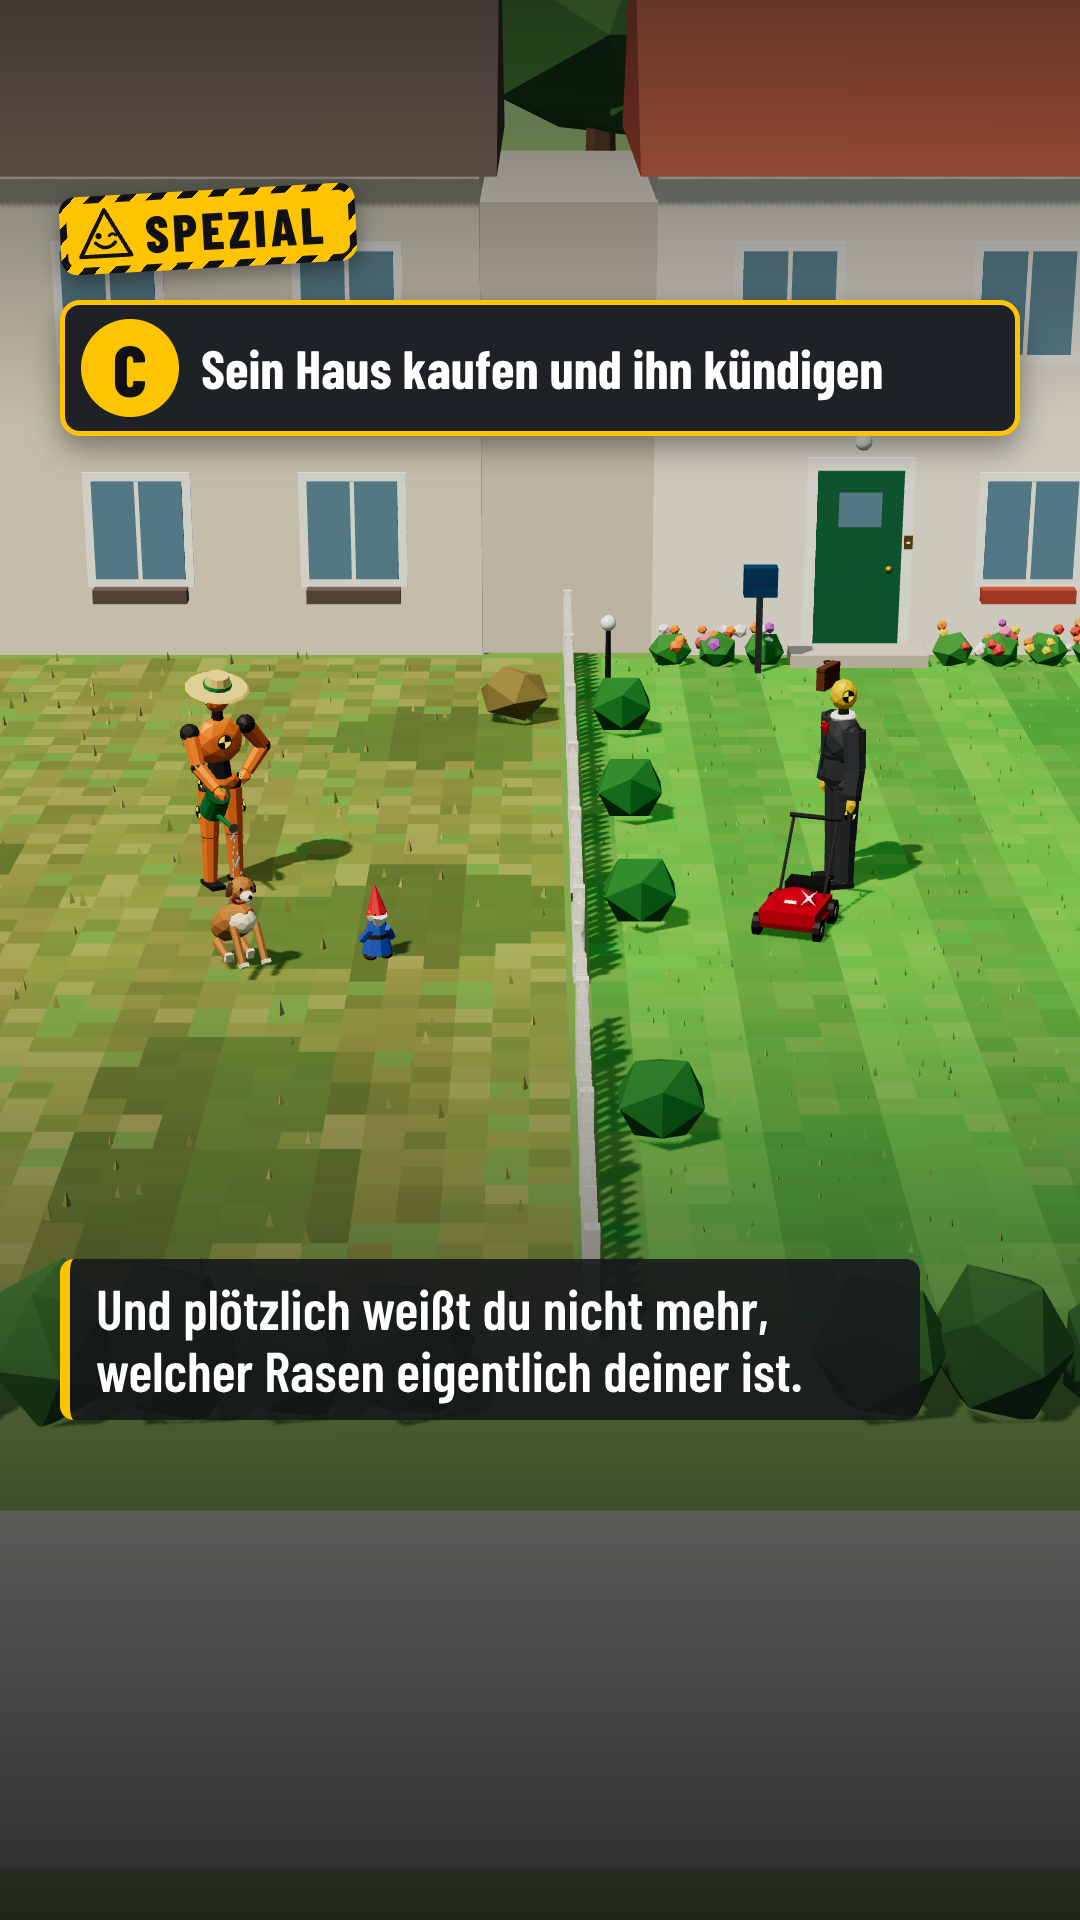 SPEZIAL
C Sein Haus kaufen und ihn kündigen
Und plötzlich weißt du nicht mehr,
welcher Rasen eigentlich deiner ist.